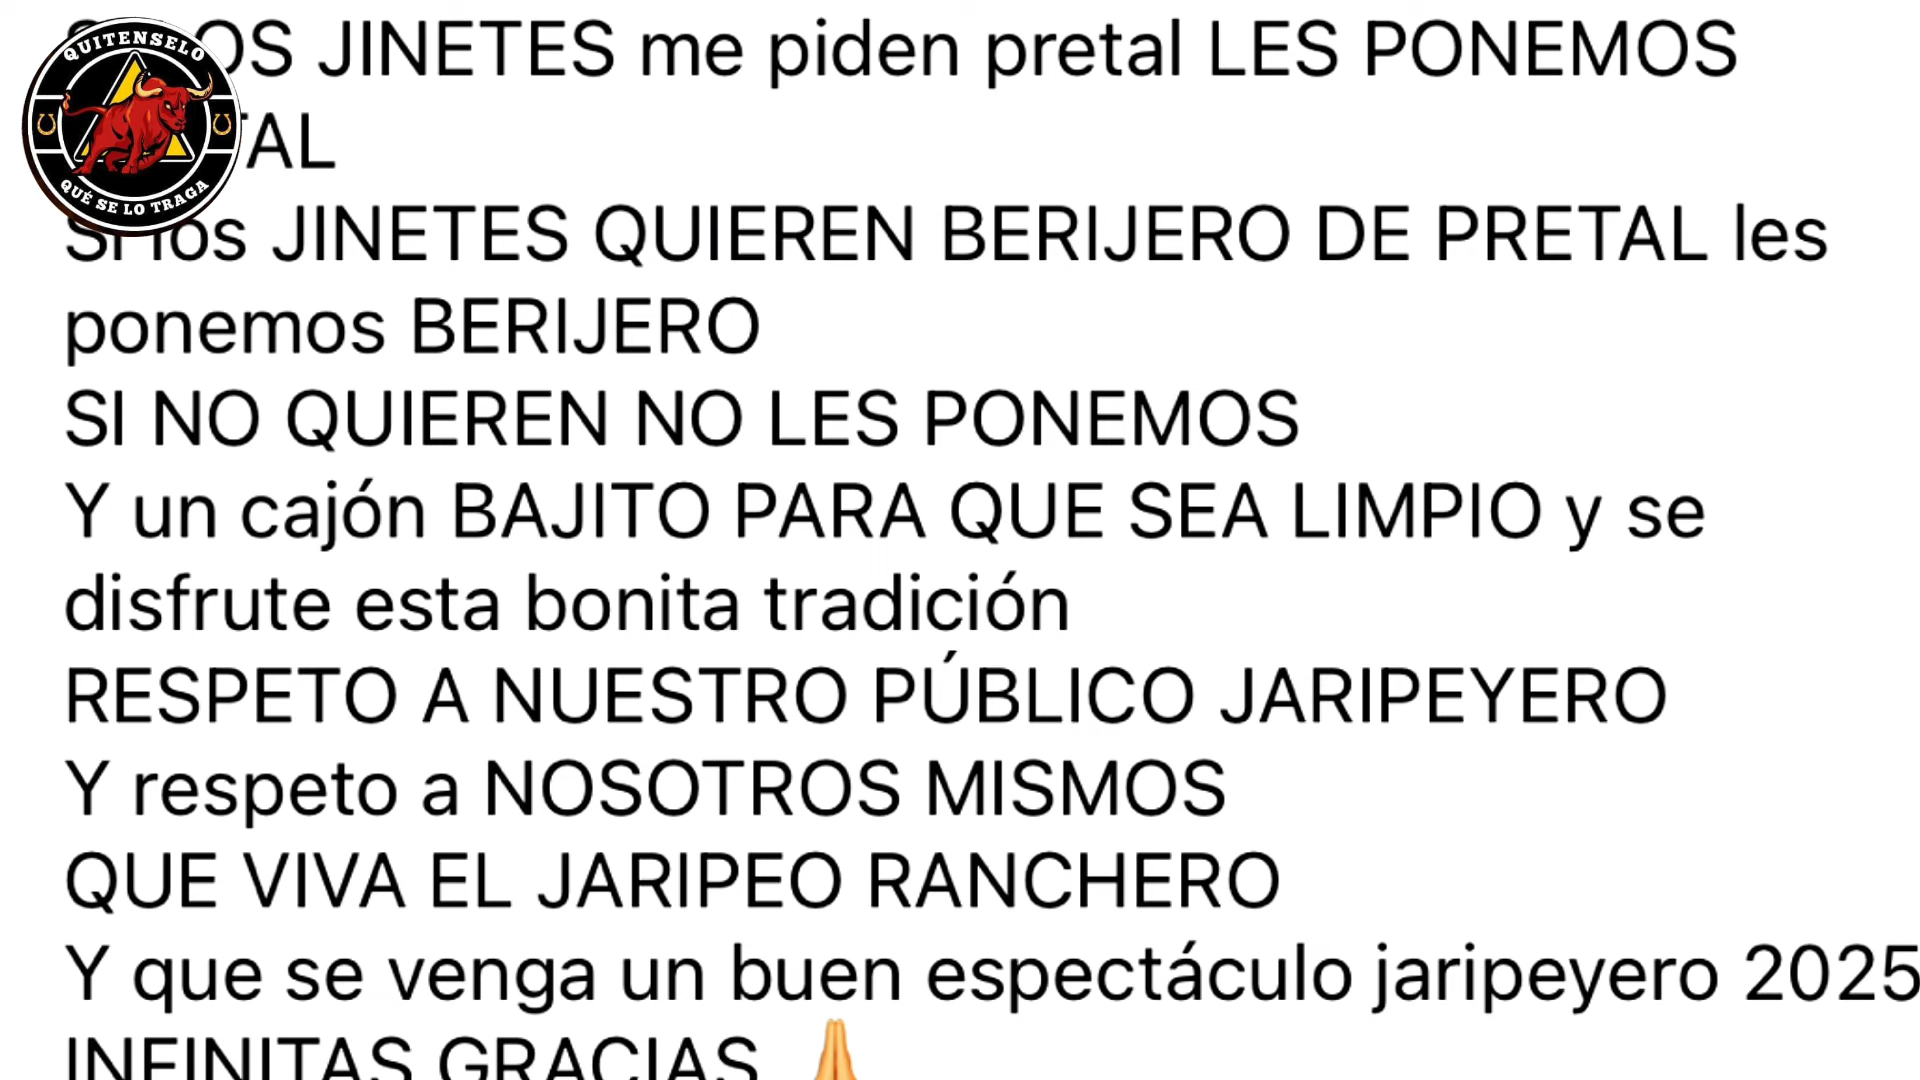 QUITENSELO
QUÉ SE LO TRAGA
OS JINETES me piden pretal LES PONEMOS
TAL
Si los JINETES QUIEREN BERIJERO DE PRETAL les
ponemos BERIJERO
SI NO QUIEREN NO LES PONEMOS
Y un cajón BAJITO PARA QUE SEA LIMPIO y se
disfrute esta bonita tradición
RESPETO A NUESTRO PÚBLICO JARIPEYERO
Y respeto a NOSOTROS MISMOS
QUE VIVA EL JARIPEO RANCHERO
Y que se venga un buen espectáculo jaripeyero 2025
INFINITAS GRACIAS 🙏